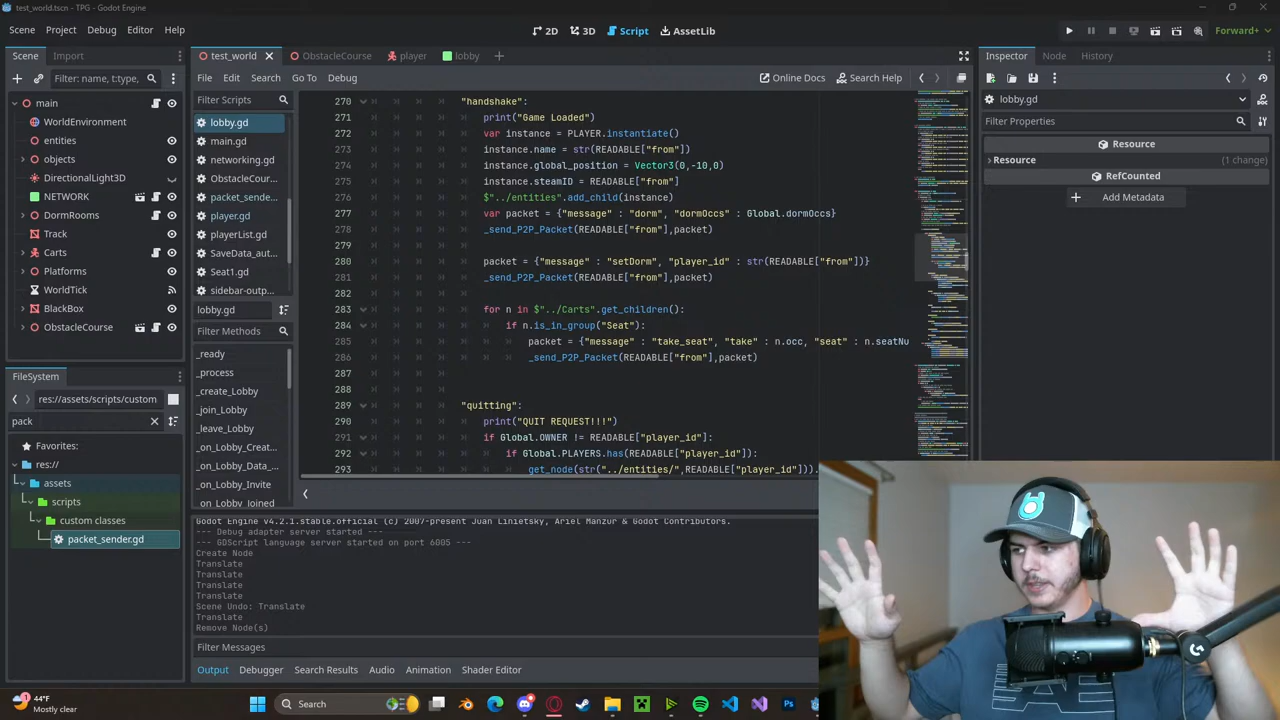 test_world.tscn - TPG - Godot Engine
Scene Project Debug Editor Help
2D 3D Script AssetLib
Forward+
Scene Import
Filter: name, t:type,
main
WorldEnvironment
entities
objects
DirectionalLight3D
NETWORK
DormRooms
Track
Carts
Platforms
WorldTick
Blackouts
ObstacleCourse
FileSystem
res://assets/scripts/custom
pack
Favorites:
res://
assets
scripts
custom classes
packet_sender.gd
test_world ObstacleCourse player lobby
File Edit Search Go To Debug
Online Docs Search Help
Filter Scripts
lobby.gd
main.gd
networking.gd
ObstacleCour...
packet_sende...
player.gd
Seat.gd
sidebar-optio...
lobby.gd
Filter Methods
_ready
_process
_create_Lobby
_join_Lobby
_leave_Lobby
_on_Lobby_Creat...
_on_Lobby_Data_...
_on_Lobby_Invite
_on_Lobby_Joined
270 "handshake":
271 print("Game Loaded")
272 var instance = PLAYER.instantiate()
273 instance.name = str(READABLE["from"])
274 instance.global_position = Vector3(0,-10,0)
275 instance.steamID = READABLE["from"]
276 $"../entities".add_child(instance)
277 var packet = {"message" : "dorm", "dormOccs" : Global.dormOccs}
278 _send_P2P_Packet(READABLE["from"],packet)
279
280 packet = {"message" : "setDorm", "player_id" : str(READABLE["from"])}
281 _send_P2P_Packet(READABLE["from"],packet)
282
283 for n in $"../Carts".get_children():
284 if n.is_in_group("Seat"):
285 packet = {"message" : "take_seat", "take" : n.occ, "seat" : n.seatNu
286 _send_P2P_Packet(READABLE["from"],packet)
287
288
289 "quitting":
290 print("QUIT REQUEST!!!")
291 if Global.OWNER != READABLE["player_id"]:
292 Global.PLAYERS.has(READABLE["player_id"]):
293 get_node(str("../entities/",READABLE["player_id"])).
Godot Engine v4.2.1.stable.official (c) 2007-present Juan Linietsky, Ariel Manzur & Godot Contributors.
--- Debug adapter server started ---
--- GDScript language server started on port 6005 ---
Create Node
Translate
Translate
Translate
Translate
Scene Undo: Translate
Translate
Remove Node(s)
Filter Messages
Output Debugger Search Results Audio Animation Shader Editor
Inspector Node History
lobby.gd
Filter Properties
Resource
Resource (1 change)
RefCounted
Add Metadata
44°F
Mostly clear
Search